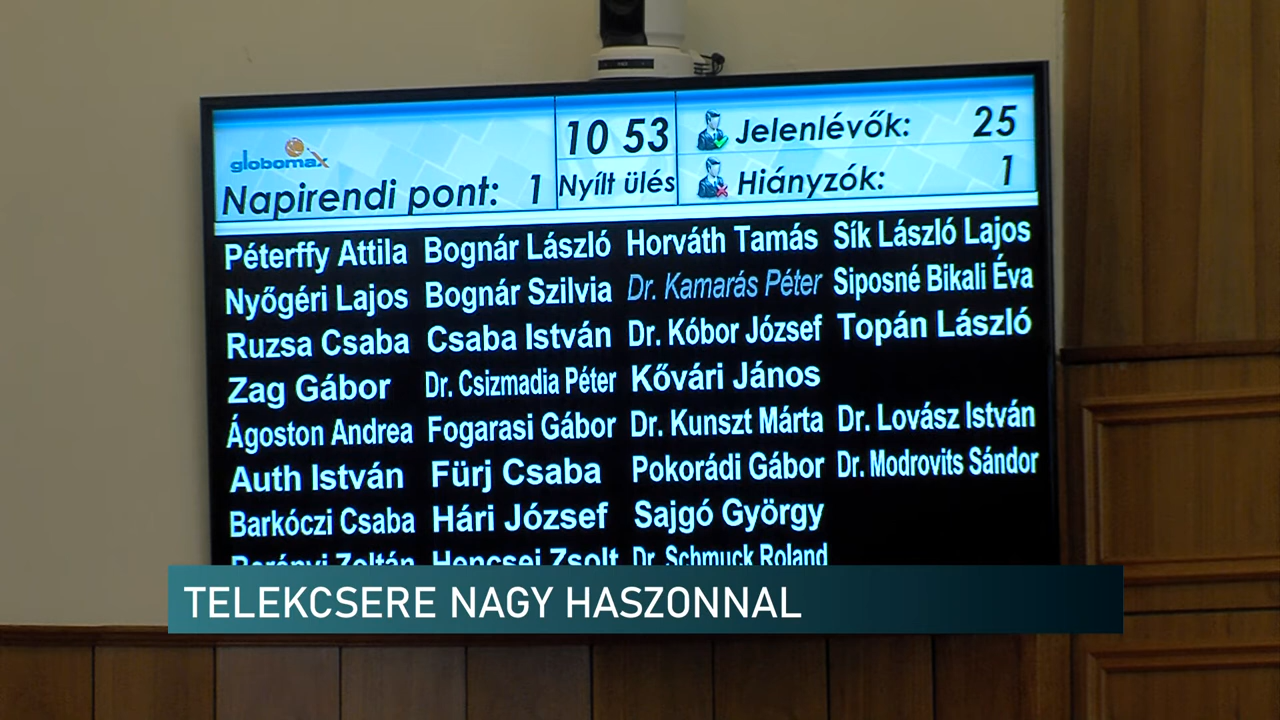 globomax
Napirendi pont: 1
10 53
Nyílt ülés
Jelenlévők: 25
Hiányzók: 1
Péterffy Attila Bognár László Horváth Tamás Sík László Lajos
Nyőgéri Lajos Bognár Szilvia Dr. Kamarás Péter Siposné Bikali Éva
Ruzsa Csaba Csaba István Dr. Kóbor József Topán László
Zag Gábor Dr. Csizmadia Péter Kővári János
Ágoston Andrea Fogarasi Gábor Dr. Kunszt Márta Dr. Lovász István
Auth István Fürj Csaba Pokorádi Gábor Dr. Modrovits Sándor
Barkóczi Csaba Hári József Sajgó György
Berényi Zoltán Hencsei Zsolt Dr. Schmuck Roland
TELEKCSERE NAGY HASZONNAL